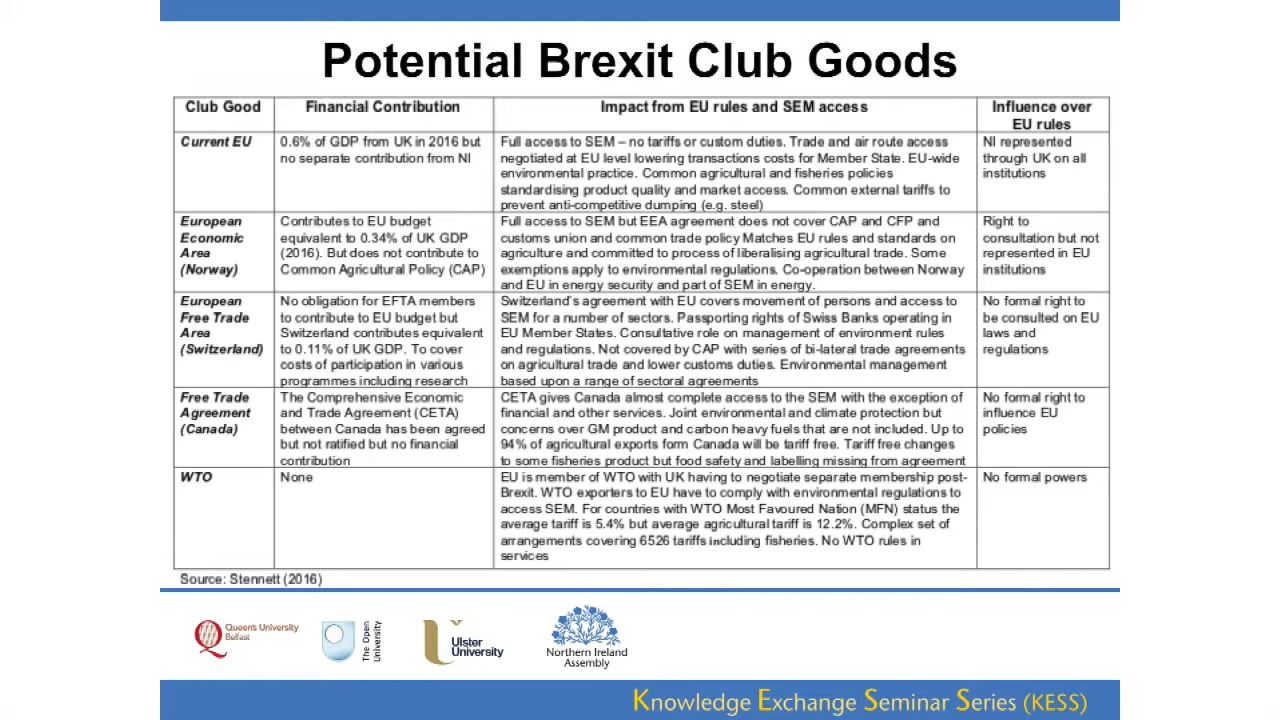 Potential Brexit Club Goods
Club Good
Financial Contribution
Impact from EU rules and SEM access
Influence over
EU rules
Current EU
0.6% of GDP from UK in 2016 but
no separate contribution from NI
Full access to SEM – no tariffs or custom duties. Trade and air route access
negotiated at EU level lowering transactions costs for Member State. EU-wide
environmental practice. Common agricultural and fisheries policies
standardising product quality and market access. Common external tariffs to
prevent anti-competitive dumping (e.g. steel)
NI represented
through UK on all
institutions
European
Economic
Area
(Norway)
Contributes to EU budget
equivalent to 0.34% of UK GDP
(2016). But does not contribute to
Common Agricultural Policy (CAP)
Full access to SEM but EEA agreement does not cover CAP and CFP and
customs union and common trade policy Matches EU rules and standards on
agriculture and committed to process of liberalising agricultural trade. Some
exemptions apply to environmental regulations. Co-operation between Norway
and EU in energy security and part of SEM in energy.
Right to
consultation but not
represented in EU
institutions
European
Free Trade
Area
(Switzerland)
No obligation for EFTA members
to contribute to EU budget but
Switzerland contributes equivalent
to 0.11% of UK GDP. To cover
costs of participation in various
programmes including research
Switzerland's agreement with EU covers movement of persons and access to
SEM for a number of sectors. Passporting rights of Swiss Banks operating in
EU Member States. Consultative role on management of environment rules
and regulations. Not covered by CAP with series of bi-lateral trade agreements
on agricultural trade and lower customs duties. Environmental management
based upon a range of sectoral agreements
No formal right to
be consulted on EU
laws and
regulations
Free Trade
Agreement
(Canada)
The Comprehensive Economic
and Trade Agreement (CETA)
between Canada has been agreed
but not ratified but no financial
contribution
CETA gives Canada almost complete access to the SEM with the exception of
financial and other services. Joint environmental and climate protection but
concerns over GM product and carbon heavy fuels that are not included. Up to
94% of agricultural exports form Canada will be tariff free. Tariff free changes
to some fisheries product but food safety and labelling missing from agreement
No formal right to
influence EU
policies
WTO
None
EU is member of WTO with UK having to negotiate separate membership post-
Brexit. WTO exporters to EU have to comply with environmental regulations to
access SEM. For countries with WTO Most Favoured Nation (MFN) status the
average tariff is 5.4% but average agricultural tariff is 12.2%. Complex set of
arrangements covering 6526 tariffs including fisheries. No WTO rules in
services
No formal powers
Source: Stennett (2016)
Queen's University
Belfast
The Open
University
Ulster
University
Northern Ireland
Assembly
Knowledge Exchange Seminar Series (KESS)